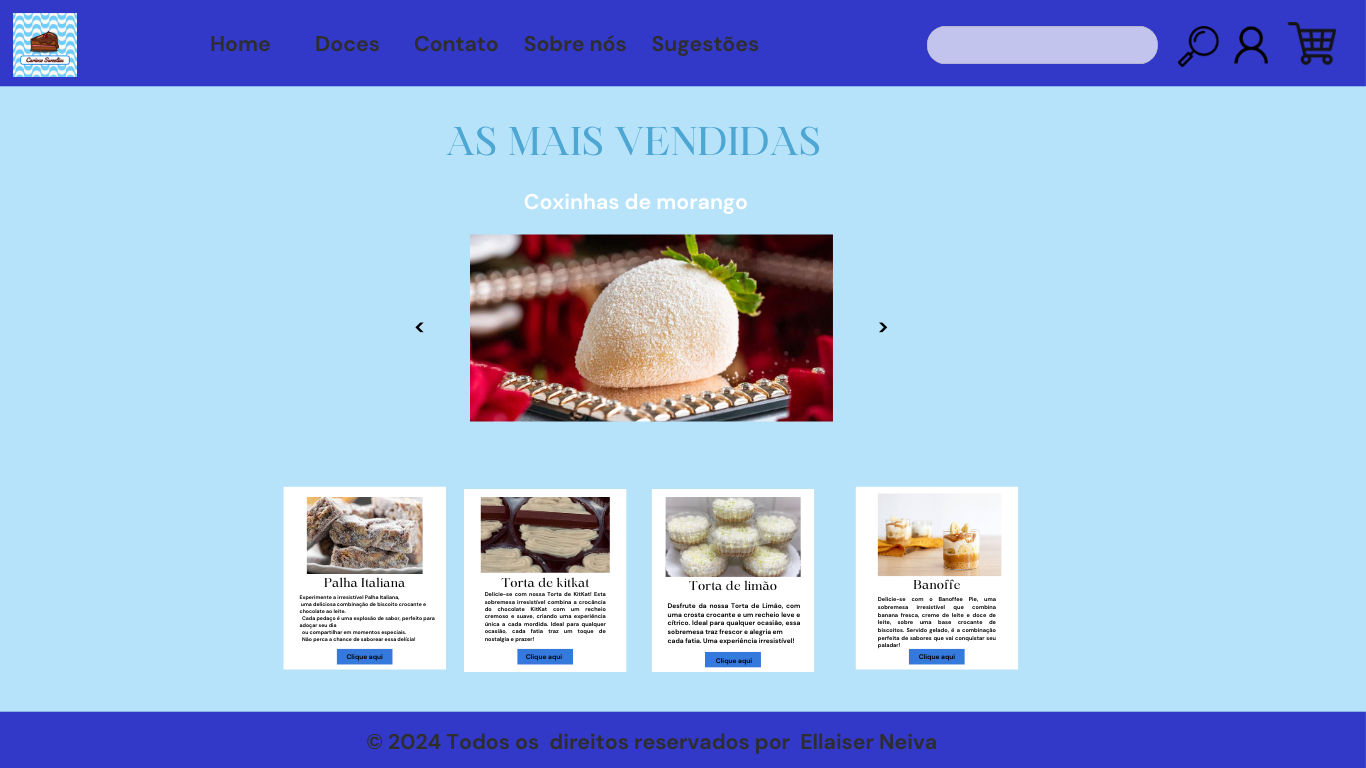 Carioca Sweeties
Home Doces Contato Sobre nós Sugestões
AS MAIS VENDIDAS
Coxinhas de morango
< >
Palha Italiana
Experimente a irresistível Palha Italiana,
uma deliciosa combinação de biscoito crocante e
chocolate ao leite.
Cada pedaço é uma explosão de sabor, perfeito para
adoçar seu dia
ou compartilhar em momentos especiais.
Não perca a chance de saborear essa delícia!
Clique aqui
Torta de kitkat
Delicie-se com nossa Torta de KitKat! Esta
sobremesa irresistível combina a crocância
do chocolate KitKat com um recheio
cremoso e suave, criando uma experiência
única a cada mordida. Ideal para qualquer
ocasião, cada fatia traz um toque de
nostalgia e prazer!
Clique aqui
Torta de limão
Desfrute da nossa Torta de Limão, com
uma crosta crocante e um recheio leve e
cítrico. Ideal para qualquer ocasião, essa
sobremesa traz frescor e alegria em
cada fatia. Uma experiência irresistível!
Clique aqui
Banoffe
Delicie-se com o Banoffee Pie, uma
sobremesa irresistível que combina
banana fresca, creme de leite e doce de
leite, sobre uma base crocante de
biscoitos. Servido gelado, é a combinação
perfeita de sabores que vai conquistar seu
paladar!
Clique aqui
© 2024 Todos os direitos reservados por Ellaiser Neiva